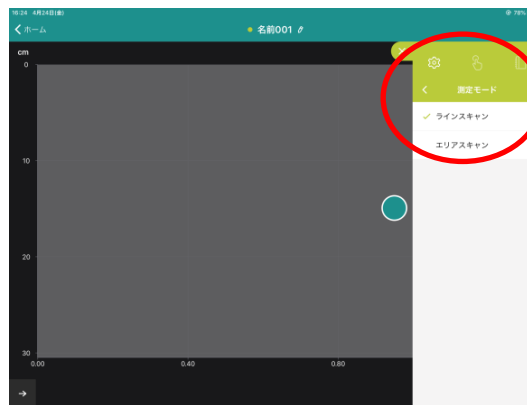 16:24 4月24日(金)
78%
ホーム
名前001
cm
0
測定モード
ラインスキャン
エリアスキャン
10
20
30
0.00
0.40
0.80